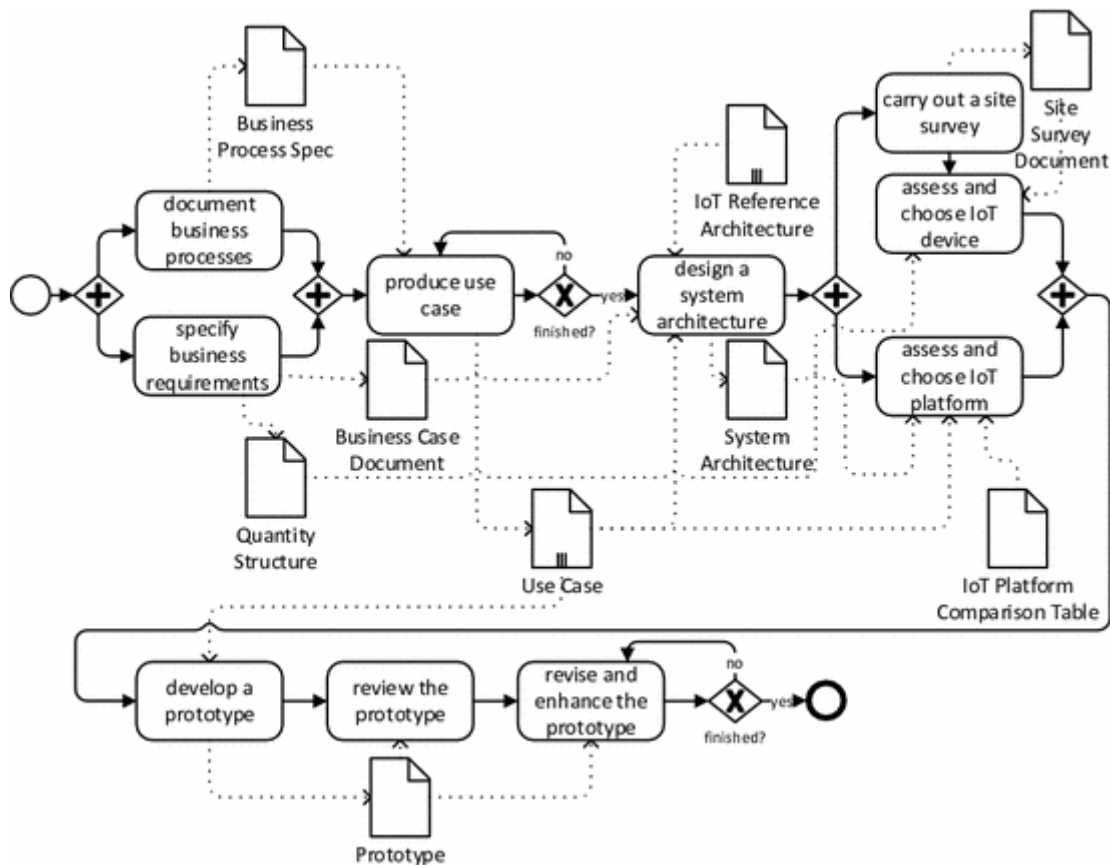 Business
Process Spec
carry out a site
survey
Site
Survey
Document
IoT Reference
Architecture
document
business
processes
assess and
choose IoT
device
no
produce use
case
yes
finished?
design a
system
architecture
specify
business
requirements
assess and
choose IoT
platform
Business Case
Document
System
Architecture
Quantity
Structure
Use Case
IoT Platform
Comparison Table
develop a
prototype
review the
prototype
revise and
enhance the
prototype
no
yes
finished?
Prototype